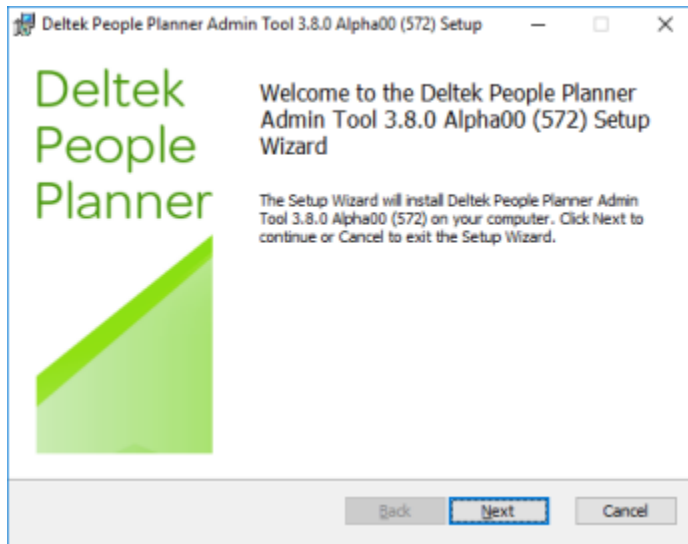 Deltek People Planner Admin Tool 3.8.0 Alpha00 (572) Setup
Deltek
People
Planner
Welcome to the Deltek People Planner
Admin Tool 3.8.0 Alpha00 (572) Setup
Wizard
The Setup Wizard will install Deltek People Planner Admin
Tool 3.8.0 Alpha00 (572) on your computer. Click Next to
continue or Cancel to exit the Setup Wizard.
Back
Next
Cancel